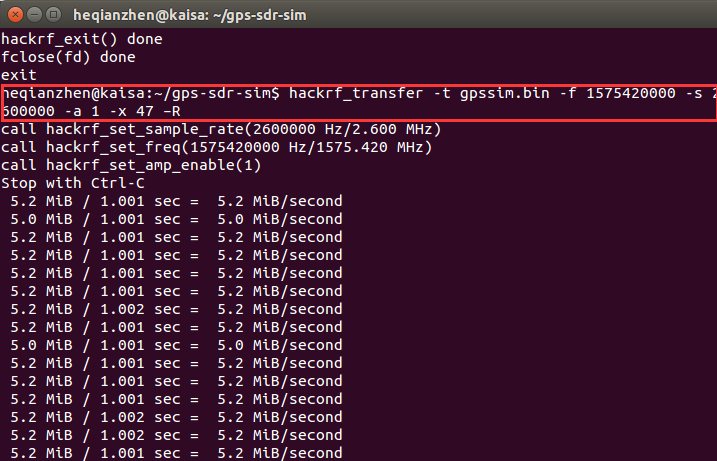 heqianzhen@kaisa: ~/gps-sdr-sim
hackrf_exit() done
fclose(fd) done
exit
heqianzhen@kaisa:~/gps-sdr-sim$ hackrf_transfer -t gpssim.bin -f 1575420000 -s 2
600000 -a 1 -x 47 –R
call hackrf_set_sample_rate(2600000 Hz/2.600 MHz)
call hackrf_set_freq(1575420000 Hz/1575.420 MHz)
call hackrf_set_amp_enable(1)
Stop with Ctrl-C
5.2 MiB / 1.001 sec =  5.2 MiB/second
5.0 MiB / 1.001 sec =  5.0 MiB/second
5.2 MiB / 1.001 sec =  5.2 MiB/second
5.2 MiB / 1.001 sec =  5.2 MiB/second
5.2 MiB / 1.001 sec =  5.2 MiB/second
5.2 MiB / 1.001 sec =  5.2 MiB/second
5.2 MiB / 1.002 sec =  5.2 MiB/second
5.2 MiB / 1.001 sec =  5.2 MiB/second
5.0 MiB / 1.001 sec =  5.0 MiB/second
5.2 MiB / 1.001 sec =  5.2 MiB/second
5.2 MiB / 1.001 sec =  5.2 MiB/second
5.2 MiB / 1.001 sec =  5.2 MiB/second
5.2 MiB / 1.002 sec =  5.2 MiB/second
5.2 MiB / 1.002 sec =  5.2 MiB/second
5.2 MiB / 1.001 sec =  5.2 MiB/second